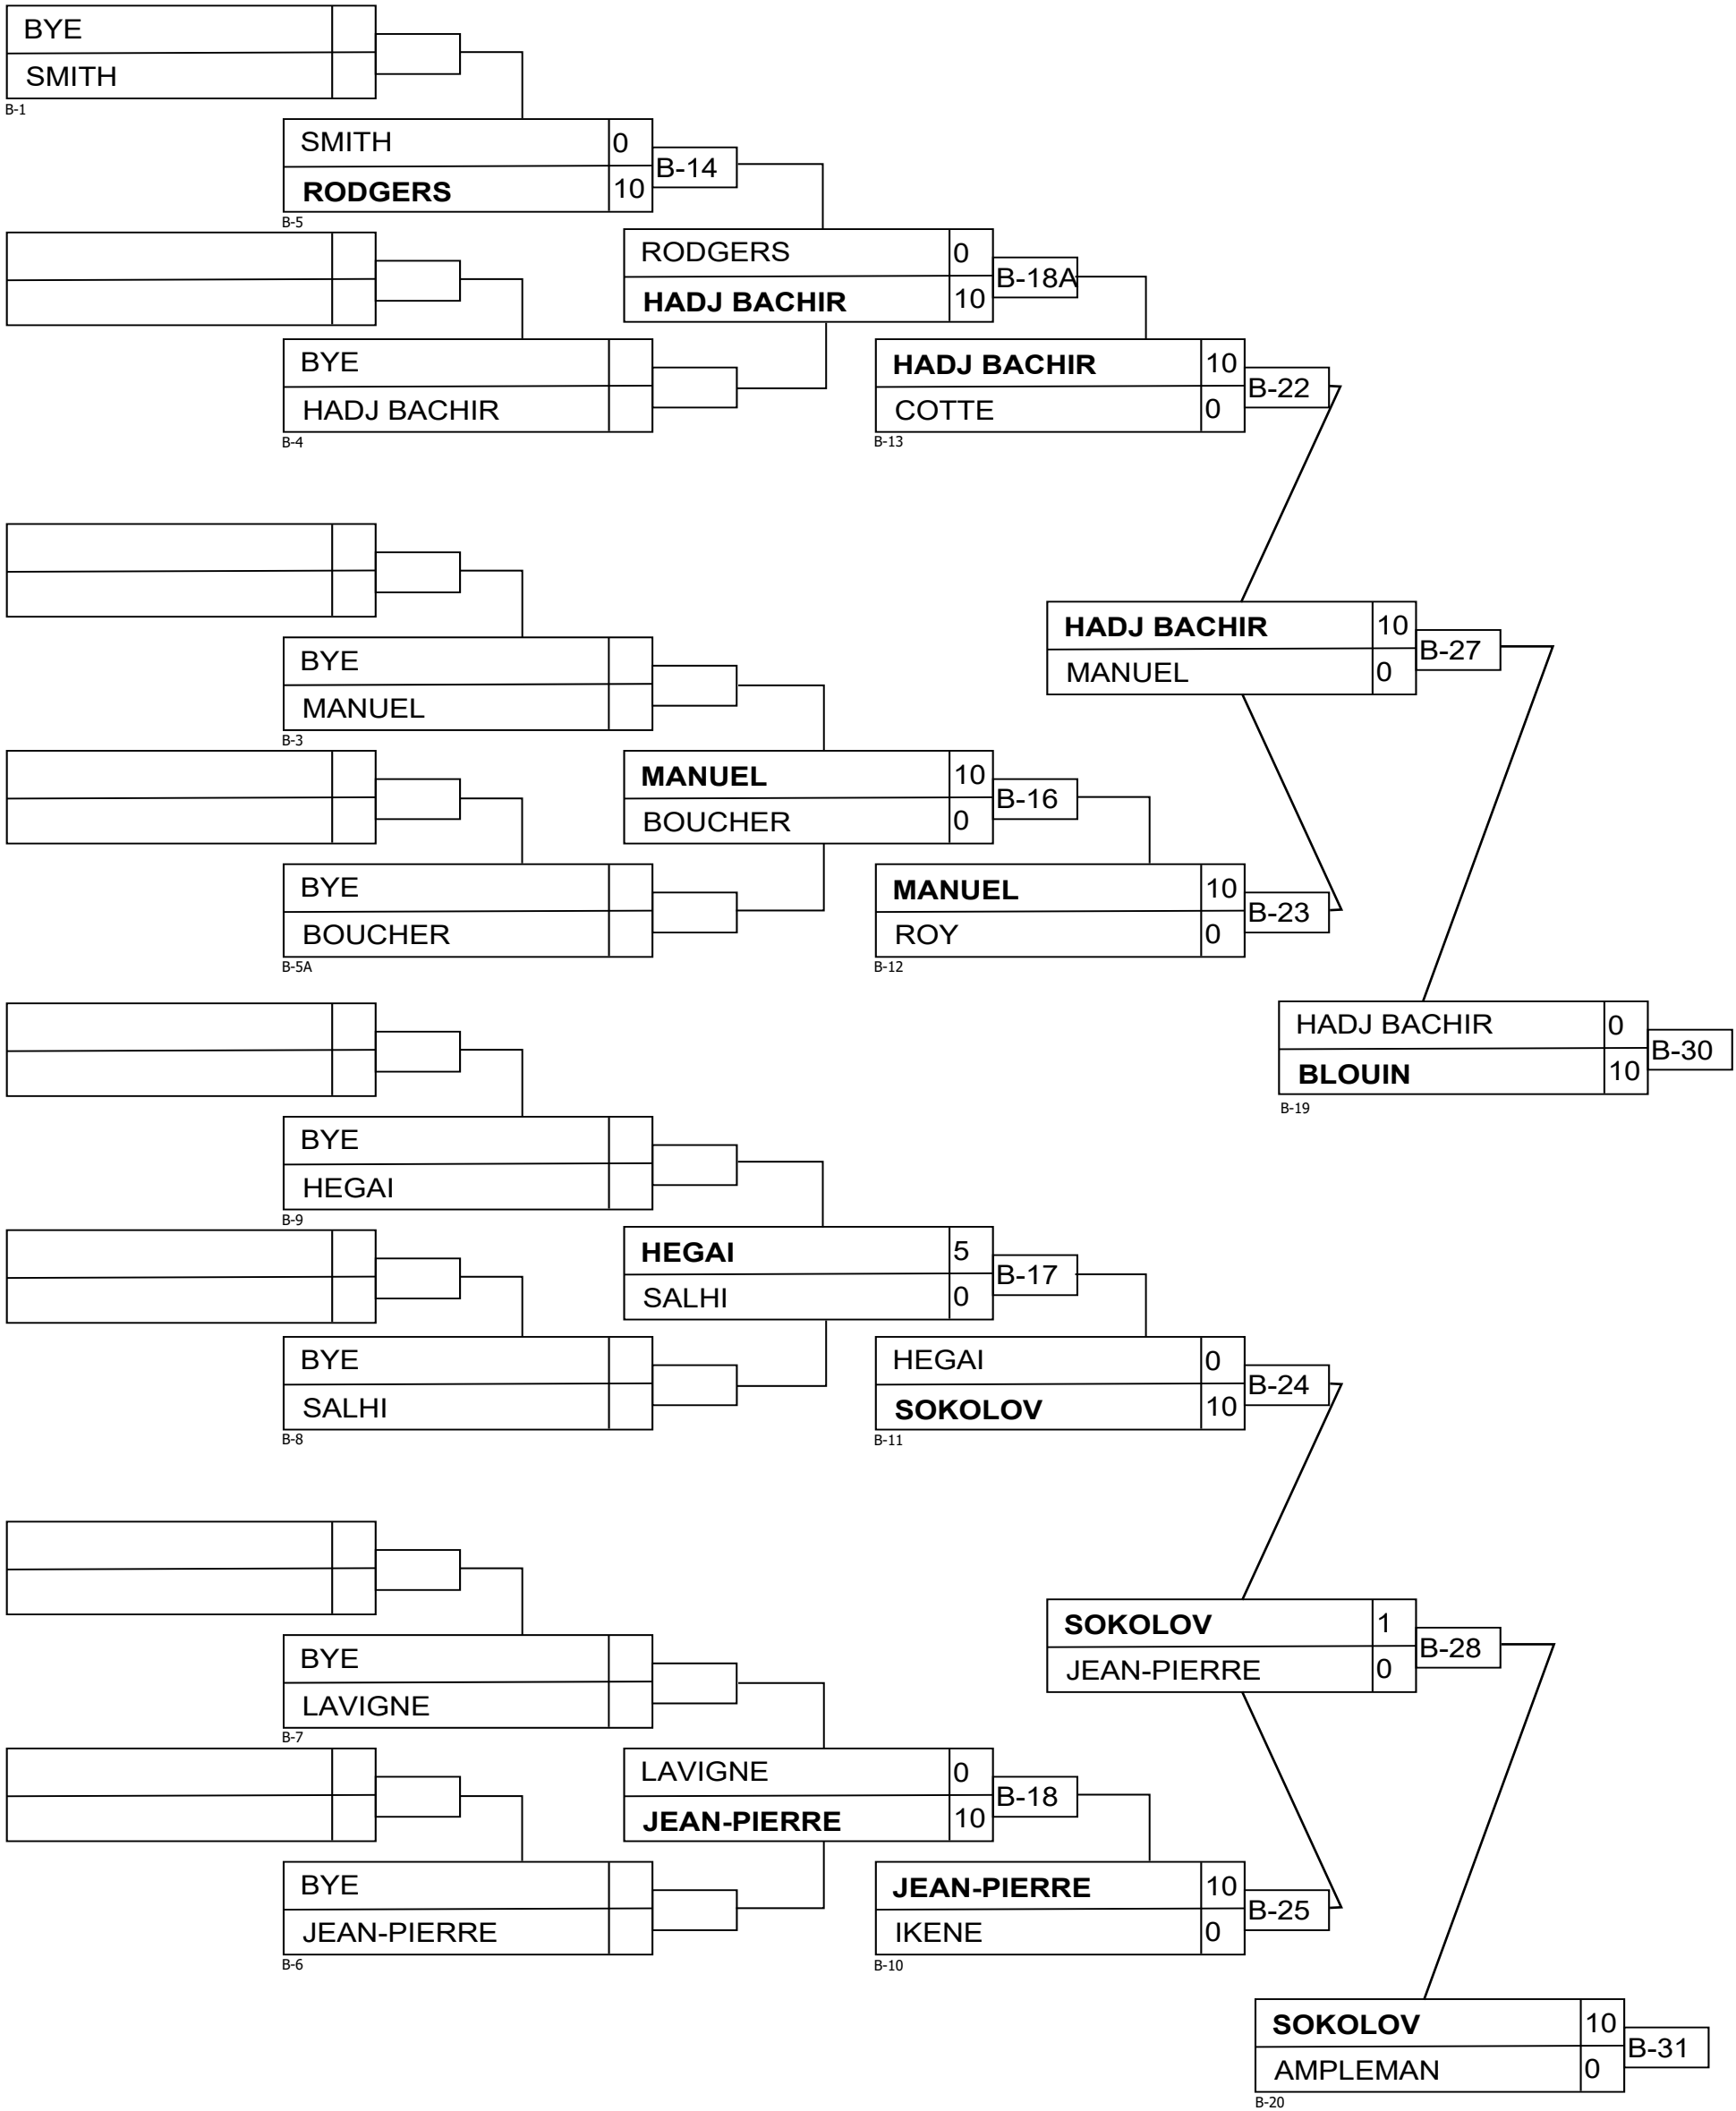 BYE
SMITH
B-1
SMITH 0
RODGERS 10
B-14
B-5
RODGERS 0
HADJ BACHIR 10
B-18A
BYE
HADJ BACHIR
B-4
HADJ BACHIR 10
COTTE 0
B-22
B-13
BYE
MANUEL
B-3
HADJ BACHIR 10
MANUEL 0
B-27
MANUEL 10
BOUCHER 0
B-16
BYE
BOUCHER
B-5A
MANUEL 10
ROY 0
B-23
B-12
HADJ BACHIR 0
BLOUIN 10
B-30
B-19
BYE
HEGAI
B-9
HEGAI 5
SALHI 0
B-17
BYE
SALHI
B-8
HEGAI 0
SOKOLOV 10
B-24
B-11
BYE
LAVIGNE
B-7
SOKOLOV 1
JEAN-PIERRE 0
B-28
LAVIGNE 0
JEAN-PIERRE 10
B-18
BYE
JEAN-PIERRE
B-6
JEAN-PIERRE 10
IKENE 0
B-25
B-10
SOKOLOV 10
AMPLEMAN 0
B-31
B-20